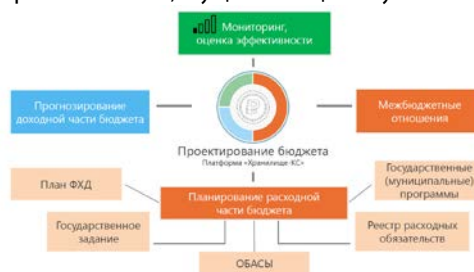 Мониторинг,
оценка эффективности
Прогнозирование
доходной части бюджета
Межбюджетные
отношения
Проектирование бюджета
Платформа «Хранилище-КС»
План ФХД
Планирование расходной
части бюджета
Государственные
(муниципальные)
программы
Государственное
задание
Реестр расходных
обязательств
ОБАСЫ